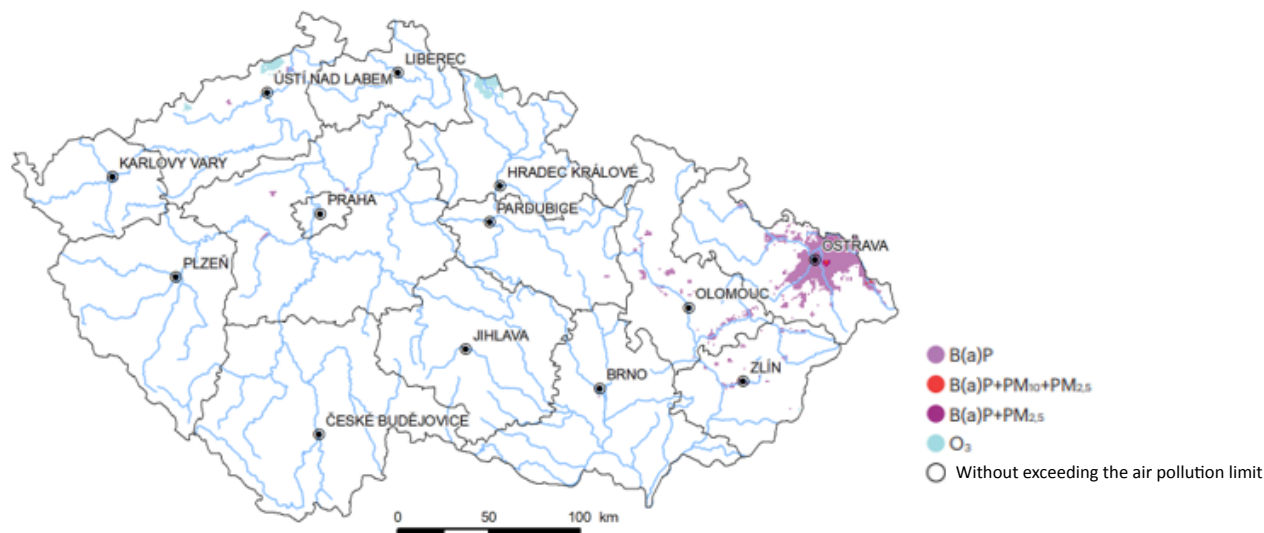 LIBEREC
ÚSTÍ NAD LABEM
KARLOVY VARY
HRADEC KRÁLOVÉ
PRAHA
PARDUBICE
OSTRAVA
PLZEŇ
OLOMOUC
JIHLAVA
ZLÍN
BRNO
ČESKÉ BUDĚJOVICE
0 50 100 km
B(a)P
B(a)P+PM₁₀+PM₂,₅
B(a)P+PM₂,₅
O₃
Without exceeding the air pollution limit